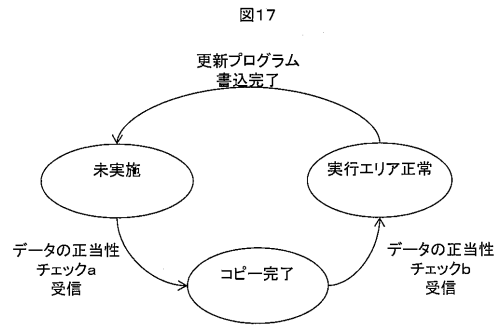 図17
更新プログラム
書込完了
未実施
実行エリア正常
データの正当性
チェックa
受信
コピー完了
データの正当性
チェックb
受信